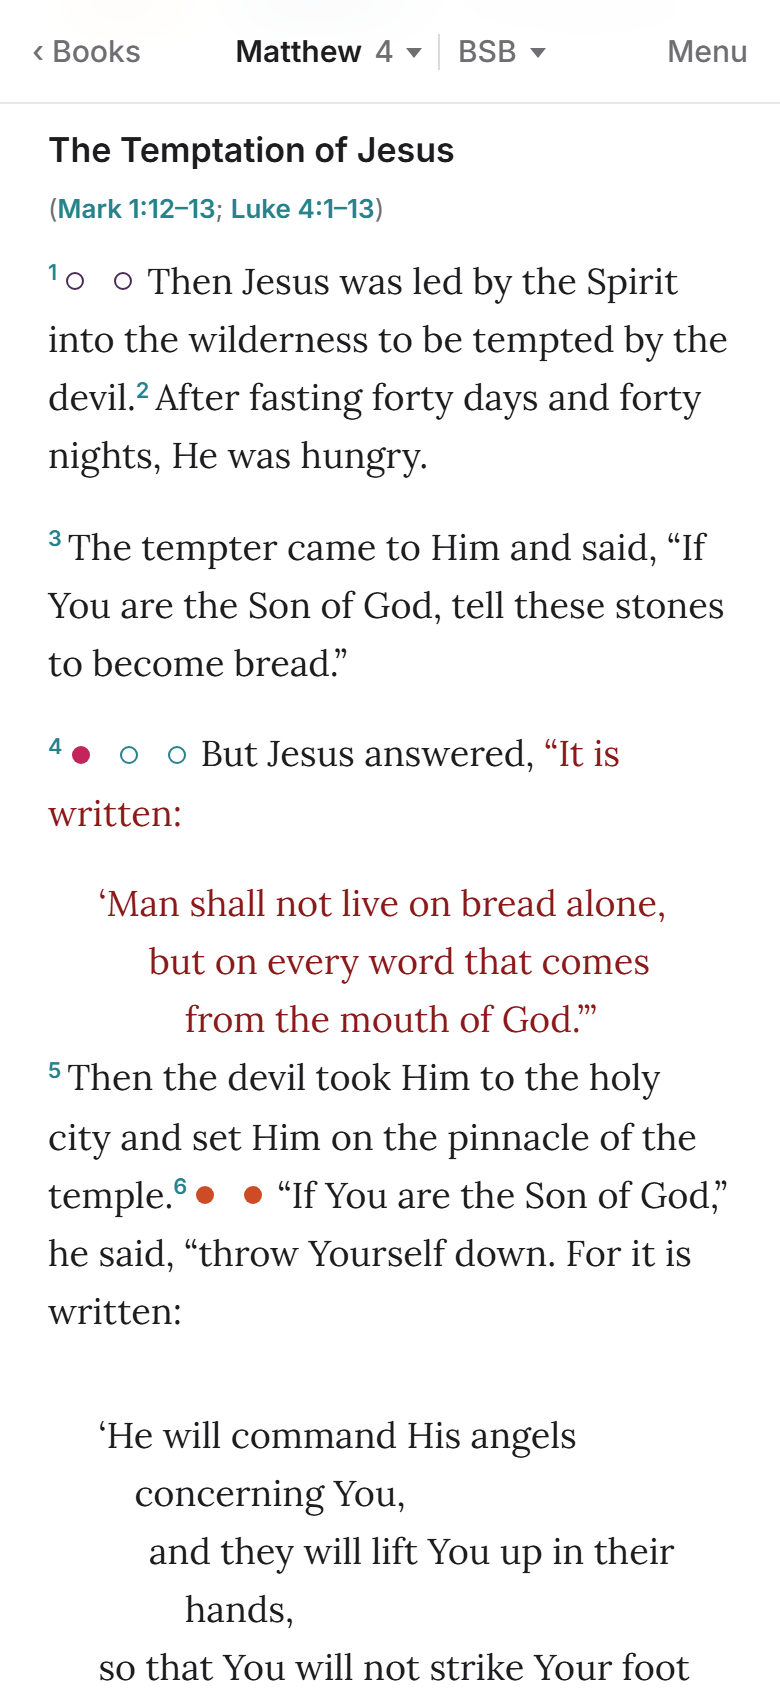 ‹ Books Matthew 4 BSB Menu
The Temptation of Jesus
(Mark 1:12–13; Luke 4:1–13)
1 Then Jesus was led by the Spirit
into the wilderness to be tempted by the
devil.2 After fasting forty days and forty
nights, He was hungry.
3 The tempter came to Him and said, “If
You are the Son of God, tell these stones
to become bread.”
4 But Jesus answered, “It is
written:
‘Man shall not live on bread alone,
but on every word that comes
from the mouth of God.’”
5 Then the devil took Him to the holy
city and set Him on the pinnacle of the
temple.6 “If You are the Son of God,”
he said, “throw Yourself down. For it is
written:
‘He will command His angels
concerning You,
and they will lift You up in their
hands,
so that You will not strike Your foot